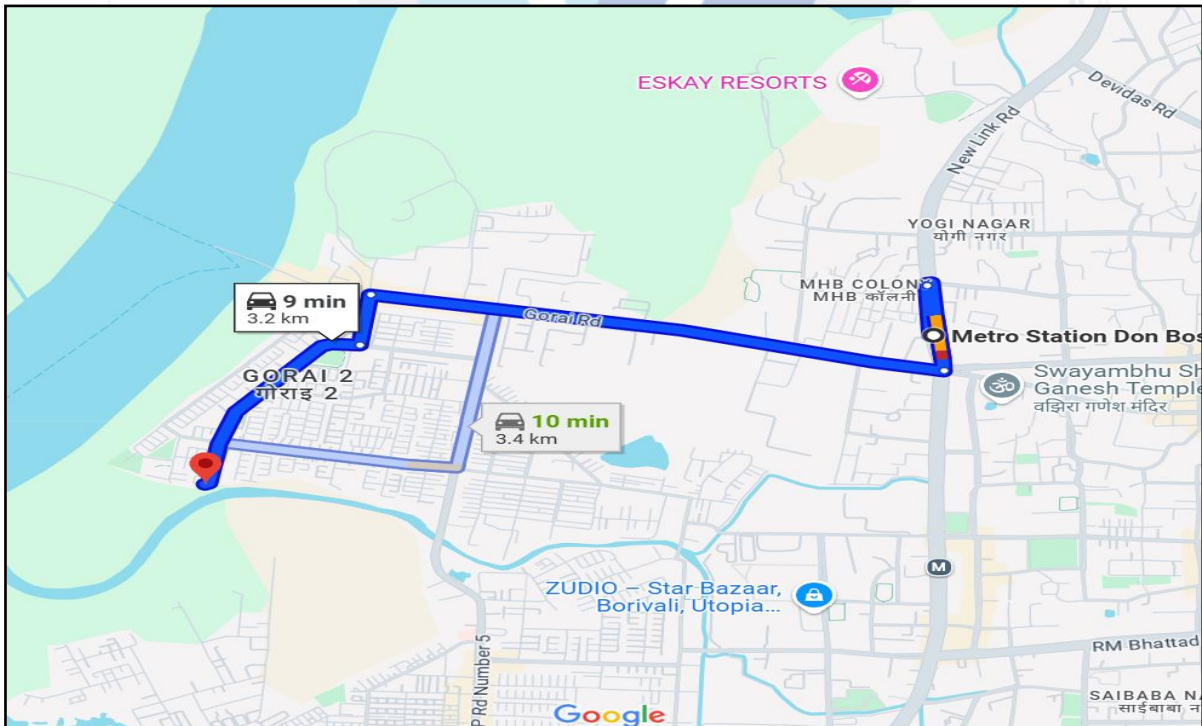 ESKAY RESORTS
Devidas Rd
New Link Rd
YOGI NAGAR
योगी नगर
MHB COLON
MHB कॉलनी
9 min
3.2 km
Gorai Rd
Metro Station Don Bos
Swayambhu Sh
Ganesh Temple
वझिरा गणेश मंदिर
GORAI 2
गोराई 2
10 min
3.4 km
M
ZUDIO – Star Bazaar,
Borivali, Utopia...
P Rd Number 5
RM Bhattad
SAIBABA NA
साईबाबा न
Google